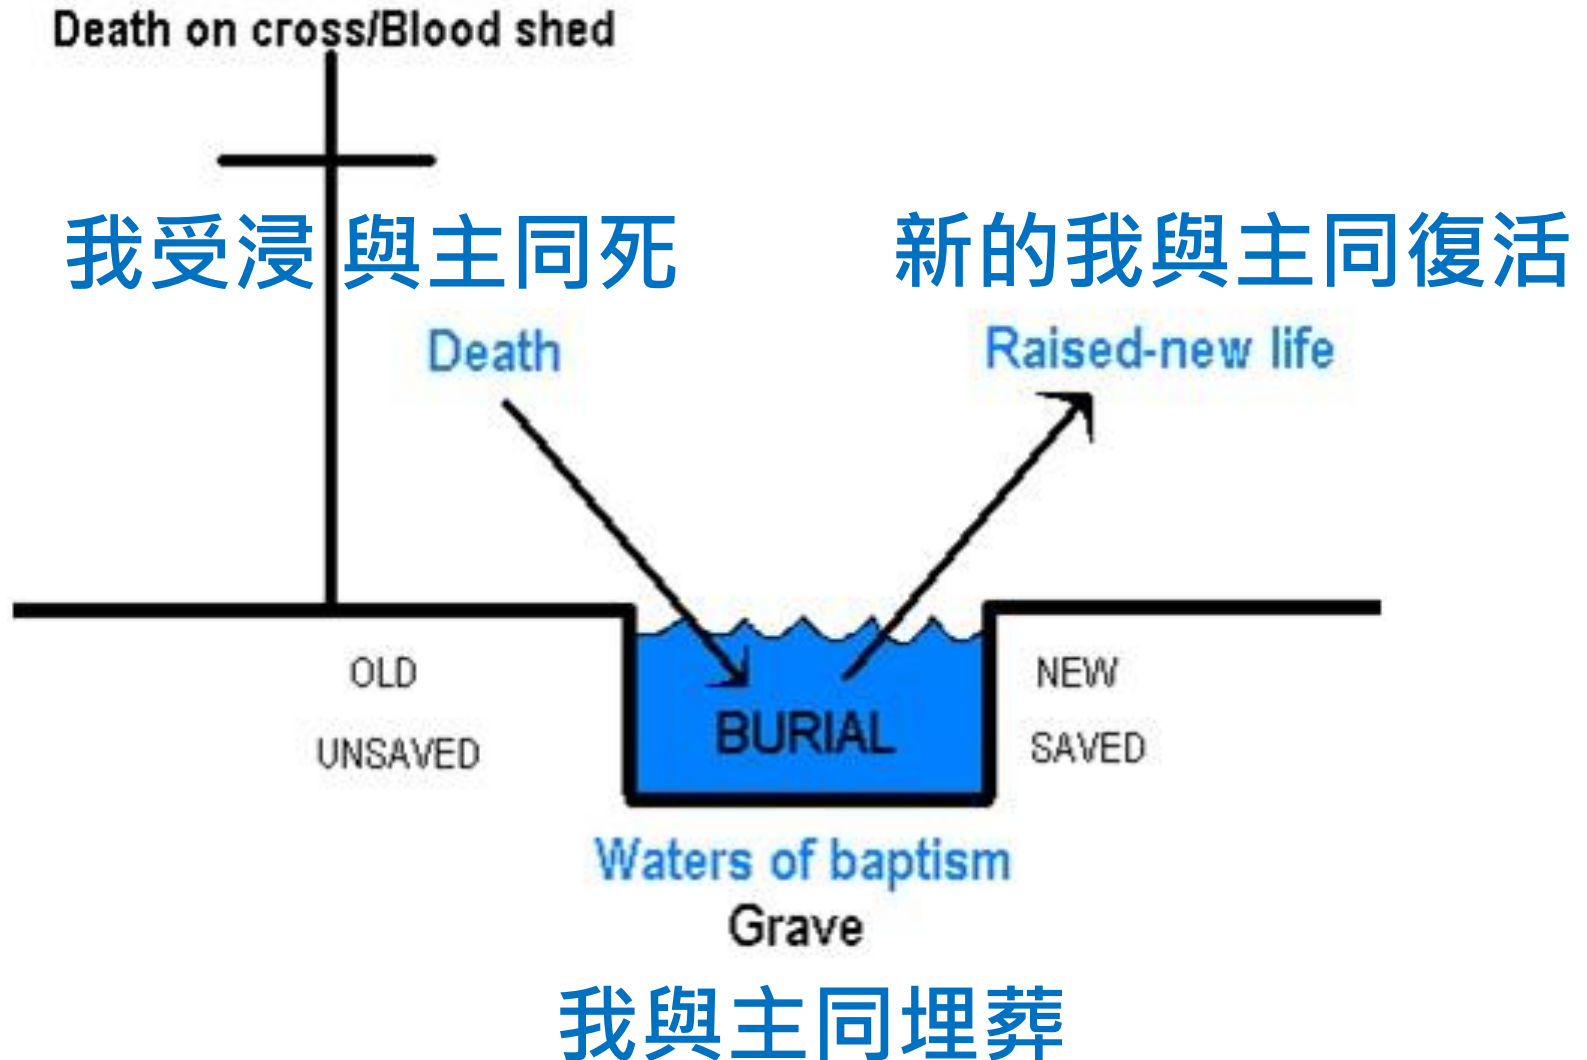 Death on cross/Blood shed
我受浸 與主同死
新的我與主同復活
Death
Raised-new life
OLD
NEW
UNSAVED
SAVED
BURIAL
Waters of baptism
Grave
我與主同埋葬